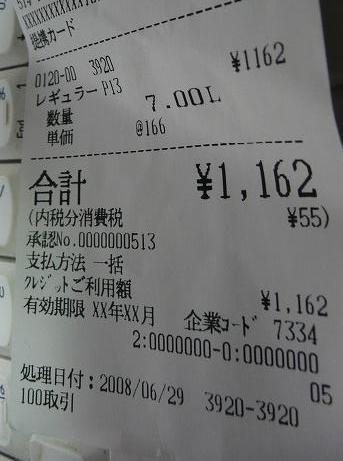 XXXXXXXXXXX
提携カード
0120-00 3920 ¥1162
レギュラー P13
数量 7.00L
単価 @166
合計 ¥1,162
(内税分消費税 ¥55)
承認No.0000000513
支払方法 一括
クレジットご利用額 ¥1,162
有効期限 XX年XX月 企業コード 7334
2:0000000-0:0000000
05
処理日付:2008/06/29 3920-3920
100取引